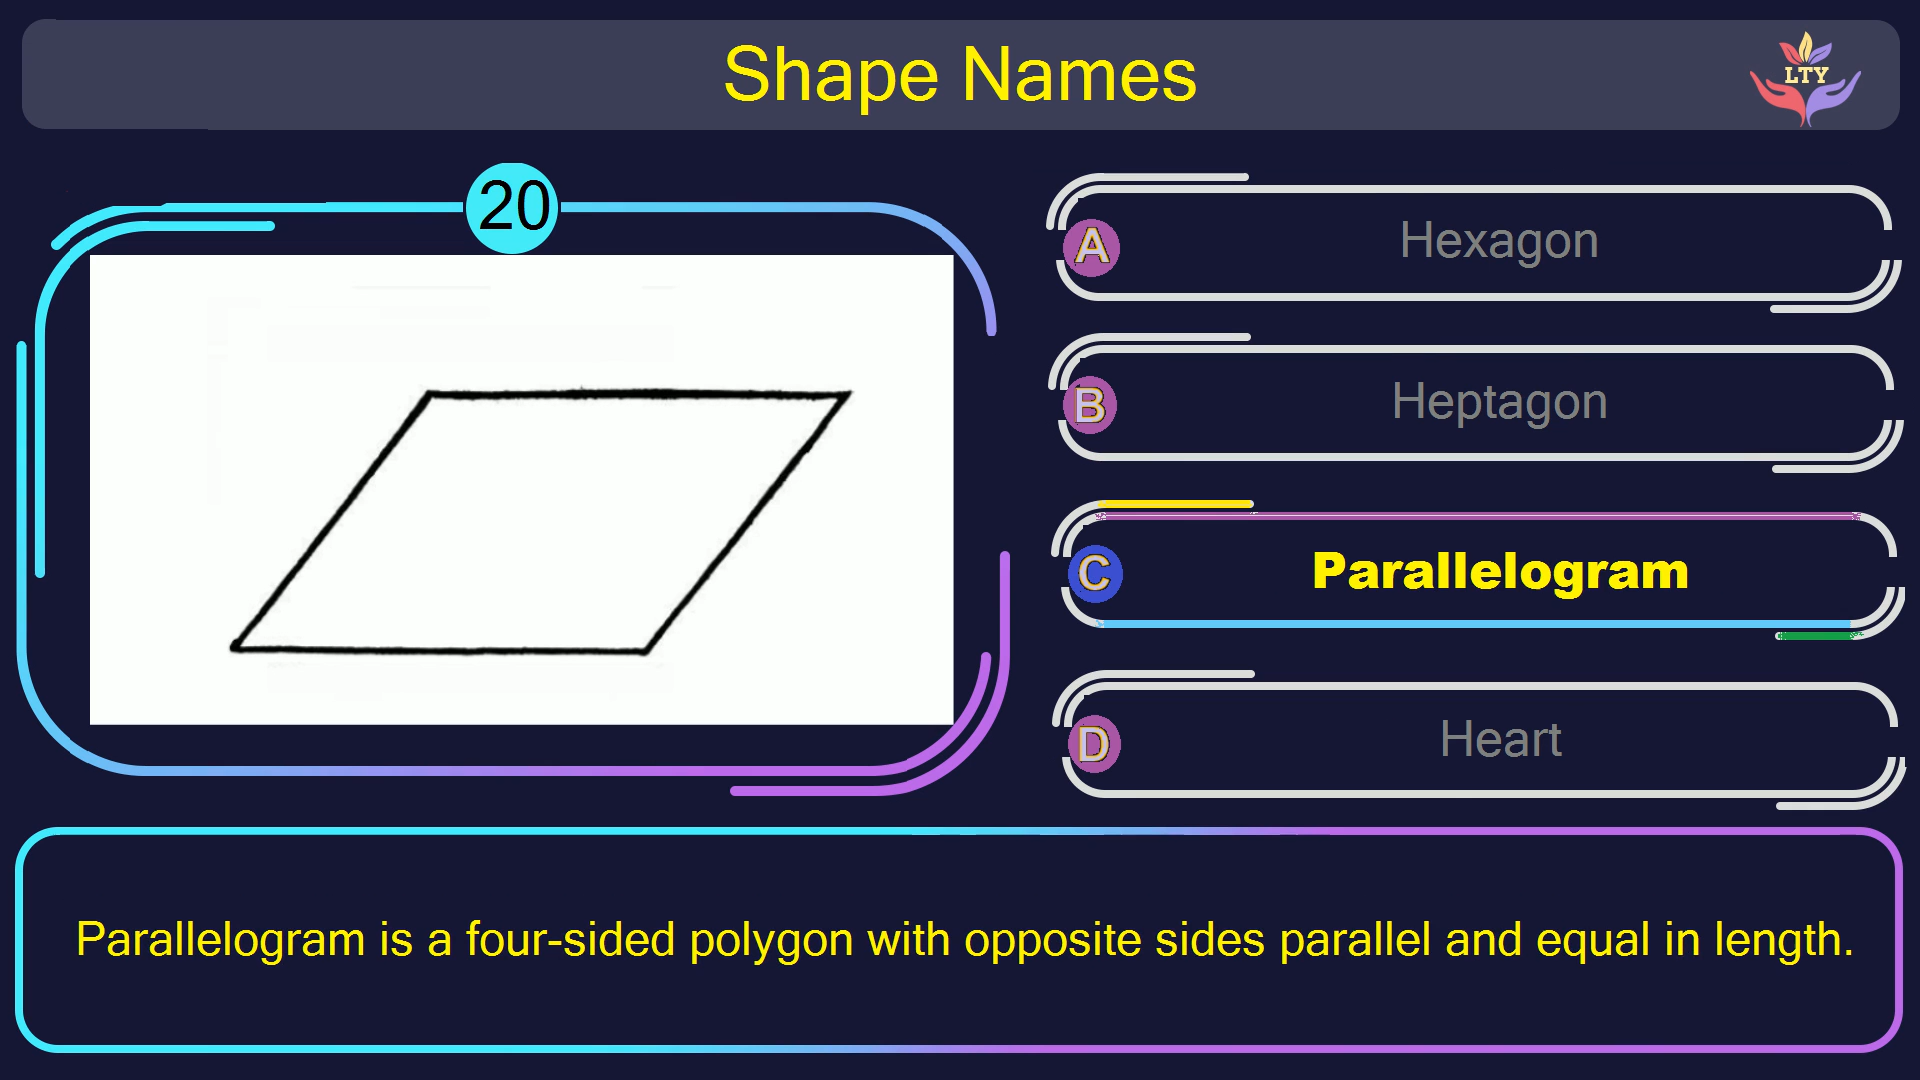 Shape Names
LTY
20
A
Hexagon
B
Heptagon
C
Parallelogram
D
Heart
Parallelogram is a four-sided polygon with opposite sides parallel and equal in length.